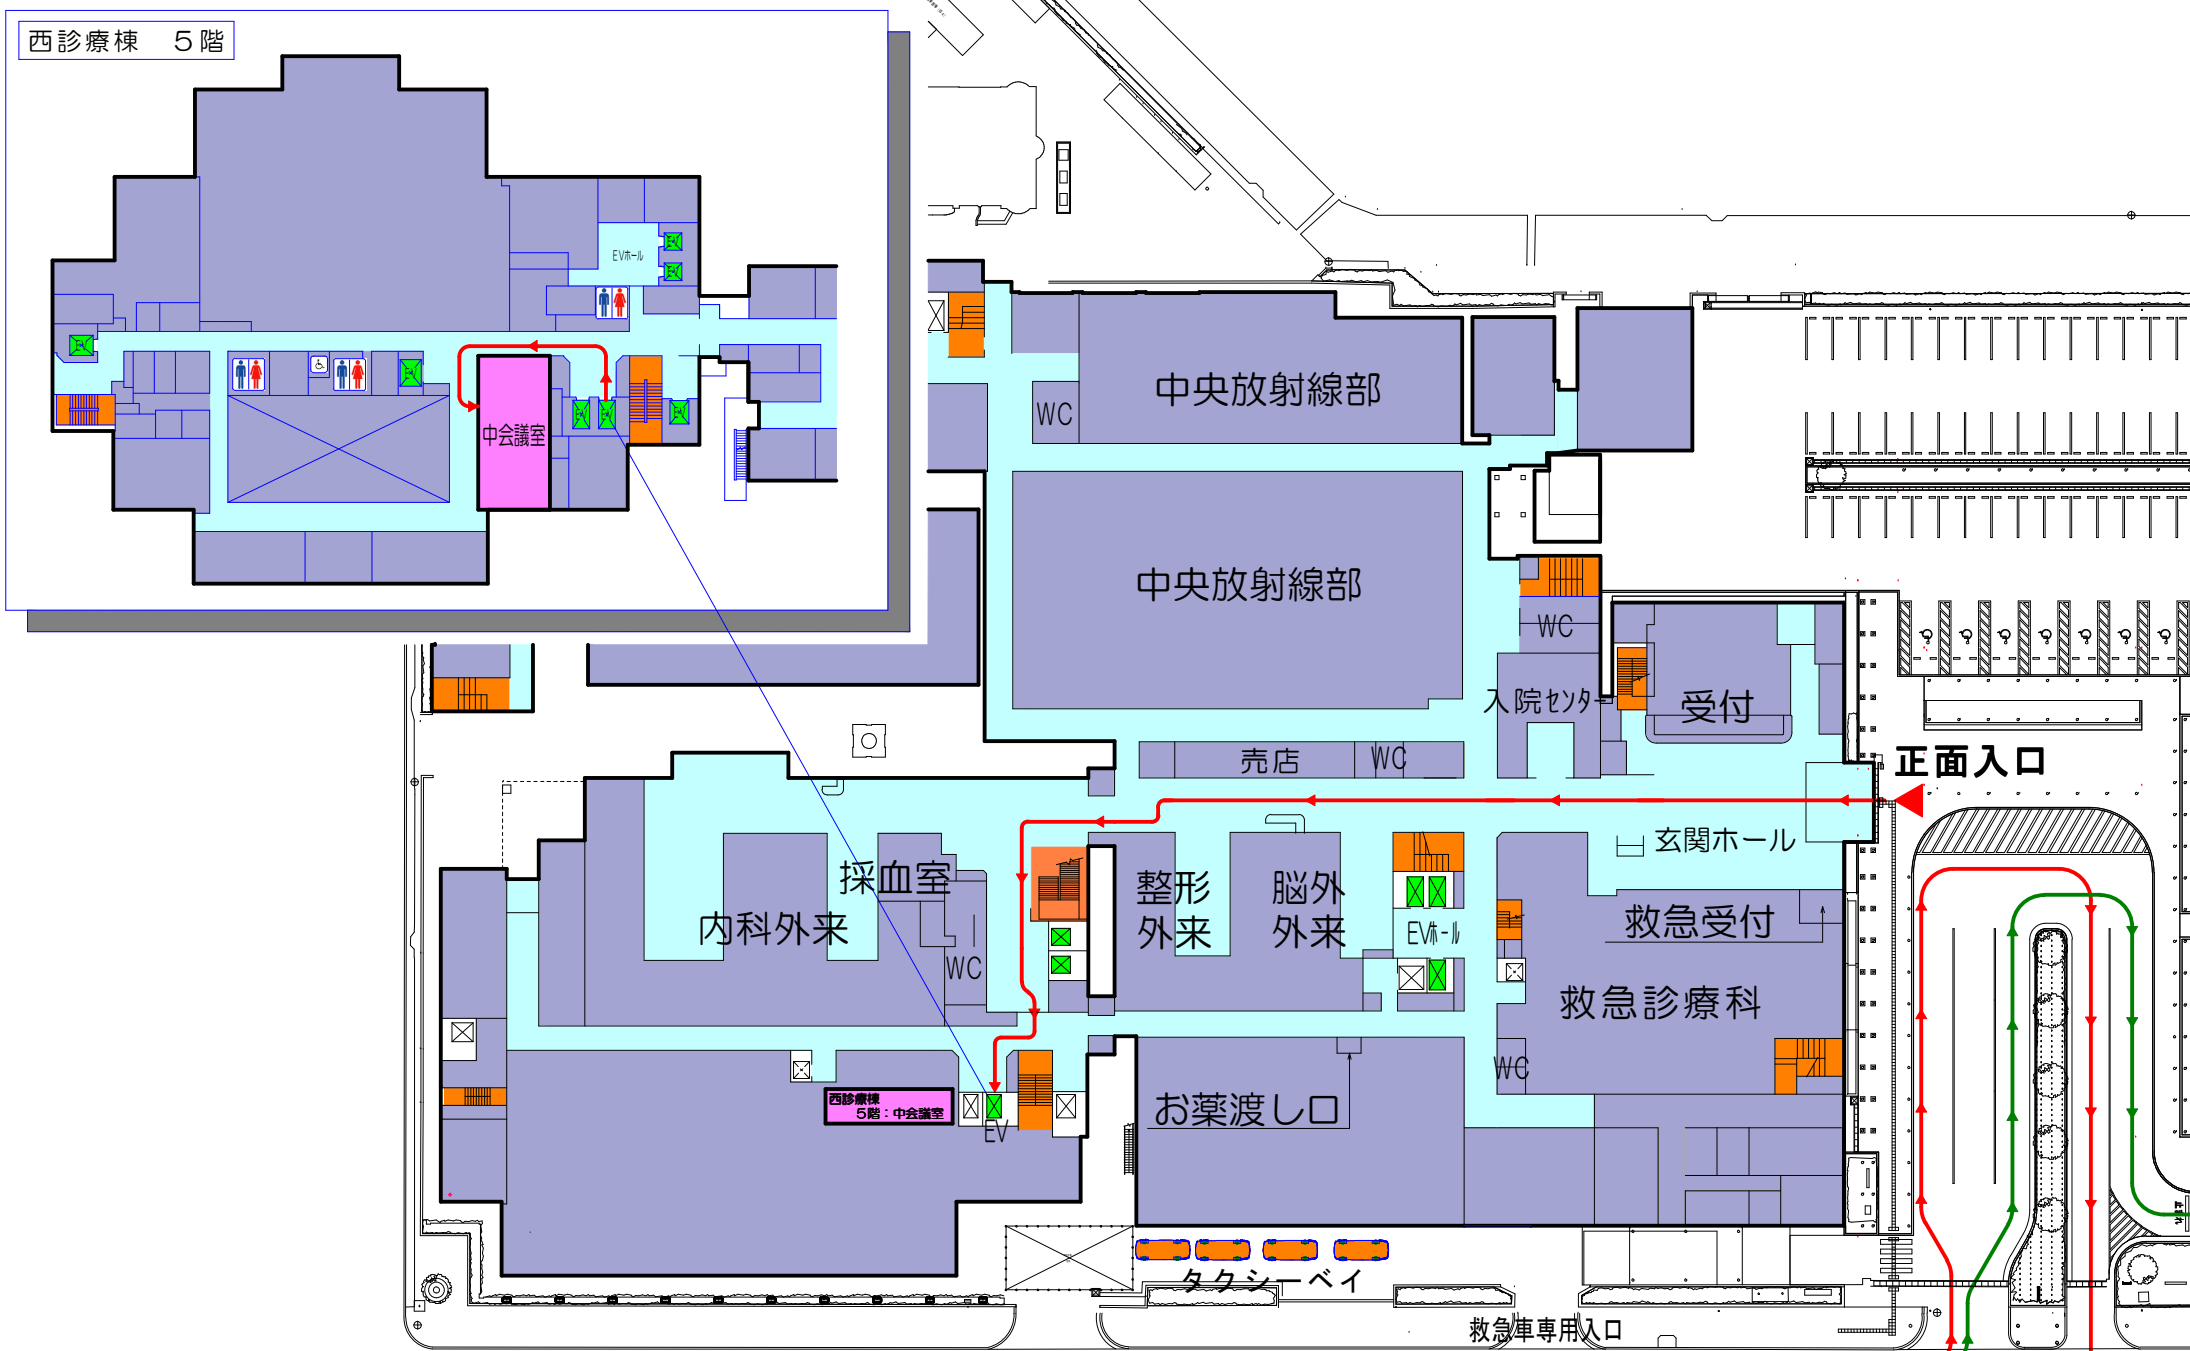 西診療棟　５階
EVホール
中会議室
中央放射線部
WC
中央放射線部
WC
入院センター
受付
売店
WC
正面入口
玄関ホール
採血室
内科外来
WC
整形
外来
脳外
外来
EVホール
救急受付
救急診療科
WC
お薬渡し口
西診療棟
５階：中会議室
EV
タクシーベイ
救急車専用入口
止まれ